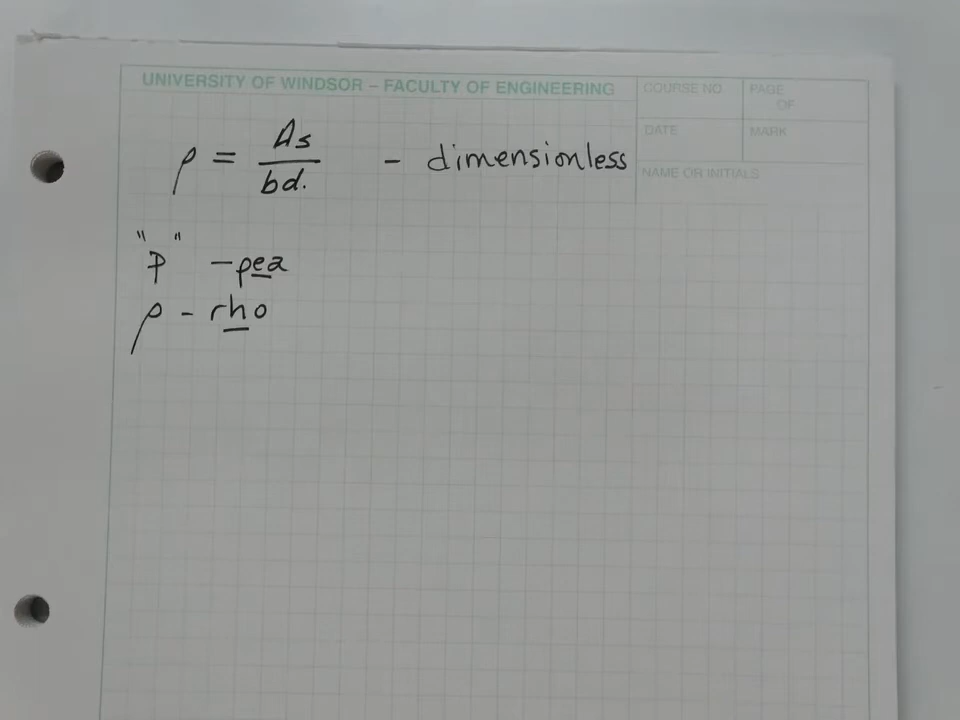 UNIVERSITY OF WINDSOR – FACULTY OF ENGINEERING
COURSE NO.
PAGE
OF
DATE
MARK
NAME OR INITIALS
ρ = As/bd. - dimensionless
"P" - pea
ρ - rho